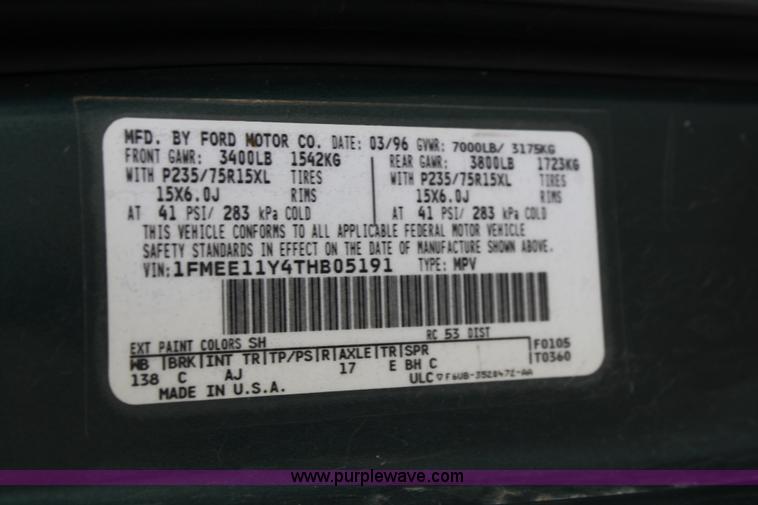 MFD. BY FORD MOTOR CO. DATE: 03/96 GVWR: 7000LB/ 3175KG
FRONT GAWR: 3400LB 1542KG REAR GAWR: 3800LB 1723KG
WITH P235/75R15XL TIRES WITH P235/75R15XL TIRES
15X6.0J RIMS 15X6.0J RIMS
AT 41 PSI/ 283 kPa COLD AT 41 PSI/ 283 kPa COLD
THIS VEHICLE CONFORMS TO ALL APPLICABLE FEDERAL MOTOR VEHICLE
SAFETY STANDARDS IN EFFECT ON THE DATE OF MANUFACTURE SHOWN ABOVE.
VIN: 1FMEE11Y4THB05191 TYPE: MPV
EXT PAINT COLORS SH RC 53 DIST
WB |BRK|INT TR|TP/PS|R|AXLE|TR|SPR F0105
138 C AJ 17 E BH C T0360
MADE IN U.S.A. ULC ▽ F6UB-3520472-AA
www.purplewave.com